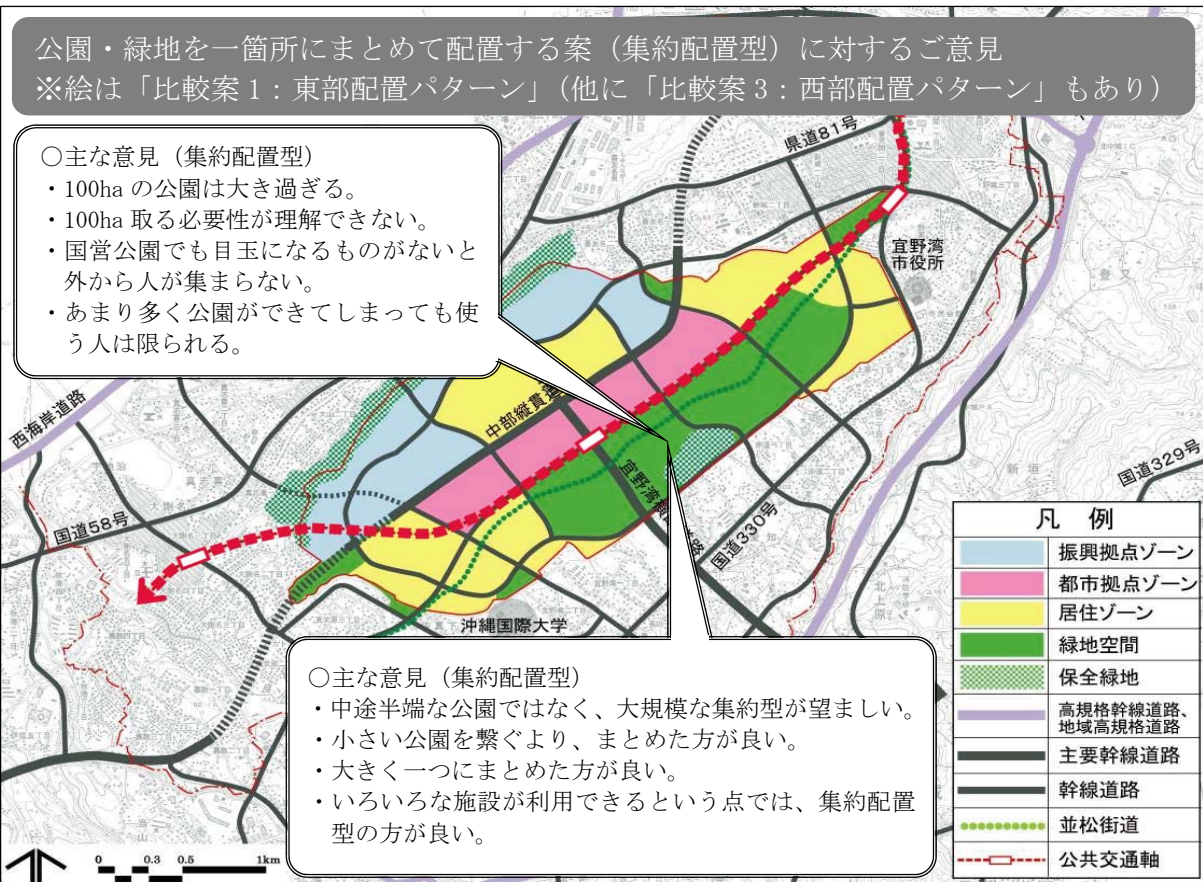 公園・緑地を一箇所にまとめて配置する案（集約配置型）に対するご意見
※絵は「比較案1：東部配置パターン」（他に「比較案3：西部配置パターン」もあり）
○主な意見（集約配置型）
・100haの公園は大き過ぎる。
・100ha取る必要性が理解できない。
・国営公園でも目玉になるものがないと
外から人が集まらない。
・あまり多く公園ができてしまっても使
う人は限られる。
県道81号
宜野湾
市役所
西海岸道路
中部縦貫道
国道58号
宜野湾横
道路
国道330号
国道329号
沖縄国際大学
○主な意見（集約配置型）
・中途半端な公園ではなく、大規模な集約型が望ましい。
・小さい公園を繋ぐより、まとめた方が良い。
・大きく一つにまとめた方が良い。
・いろいろな施設が利用できるという点では、集約配置
型の方が良い。
凡 例
振興拠点ゾーン
都市拠点ゾーン
居住ゾーン
緑地空間
保全緑地
高規格幹線道路、
地域高規格道路
主要幹線道路
幹線道路
並松街道
公共交通軸
0 0.3 0.5 1km